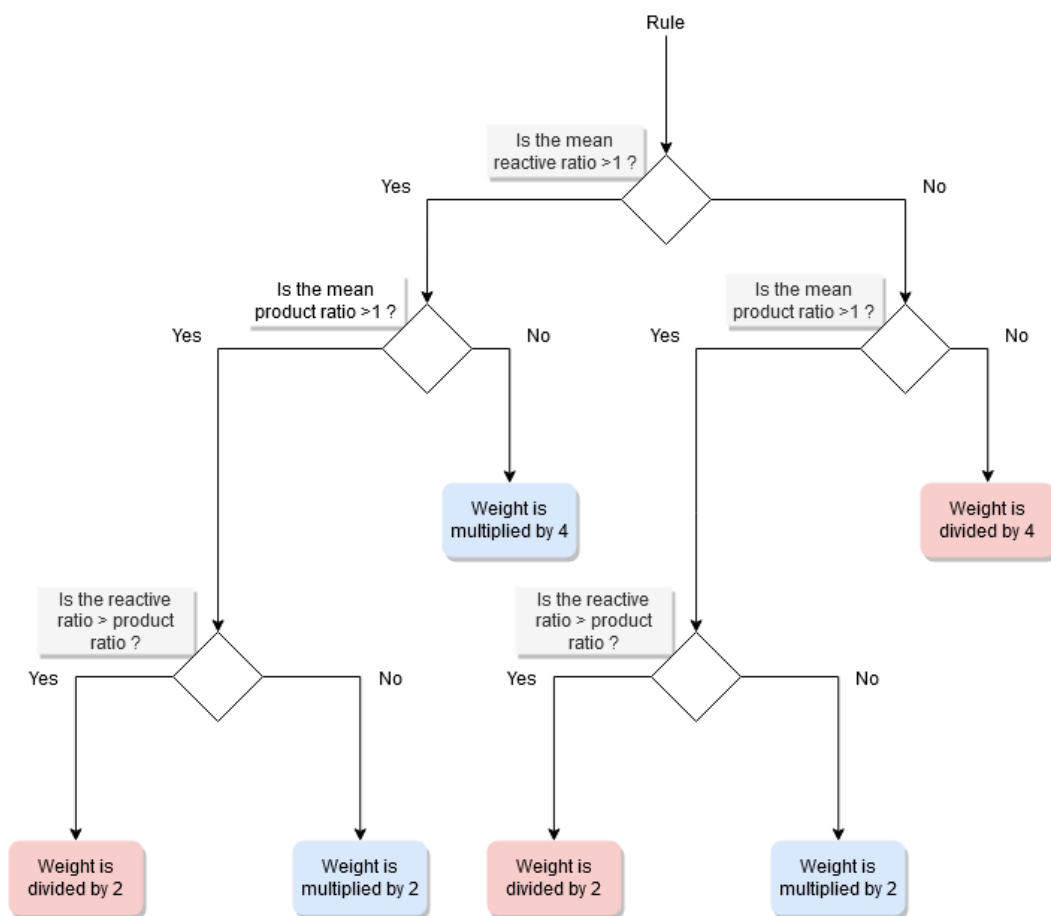 Rule
Is the mean
reactive ratio >1 ?
Yes
No
Is the mean
product ratio >1 ?
Is the mean
product ratio >1 ?
Yes
No
Yes
No
Weight is
multiplied by 4
Weight is
divided by 4
Is the reactive
ratio > product
ratio ?
Is the reactive
ratio > product
ratio ?
Yes
No
Yes
No
Weight is
divided by 2
Weight is
multiplied by 2
Weight is
divided by 2
Weight is
multiplied by 2